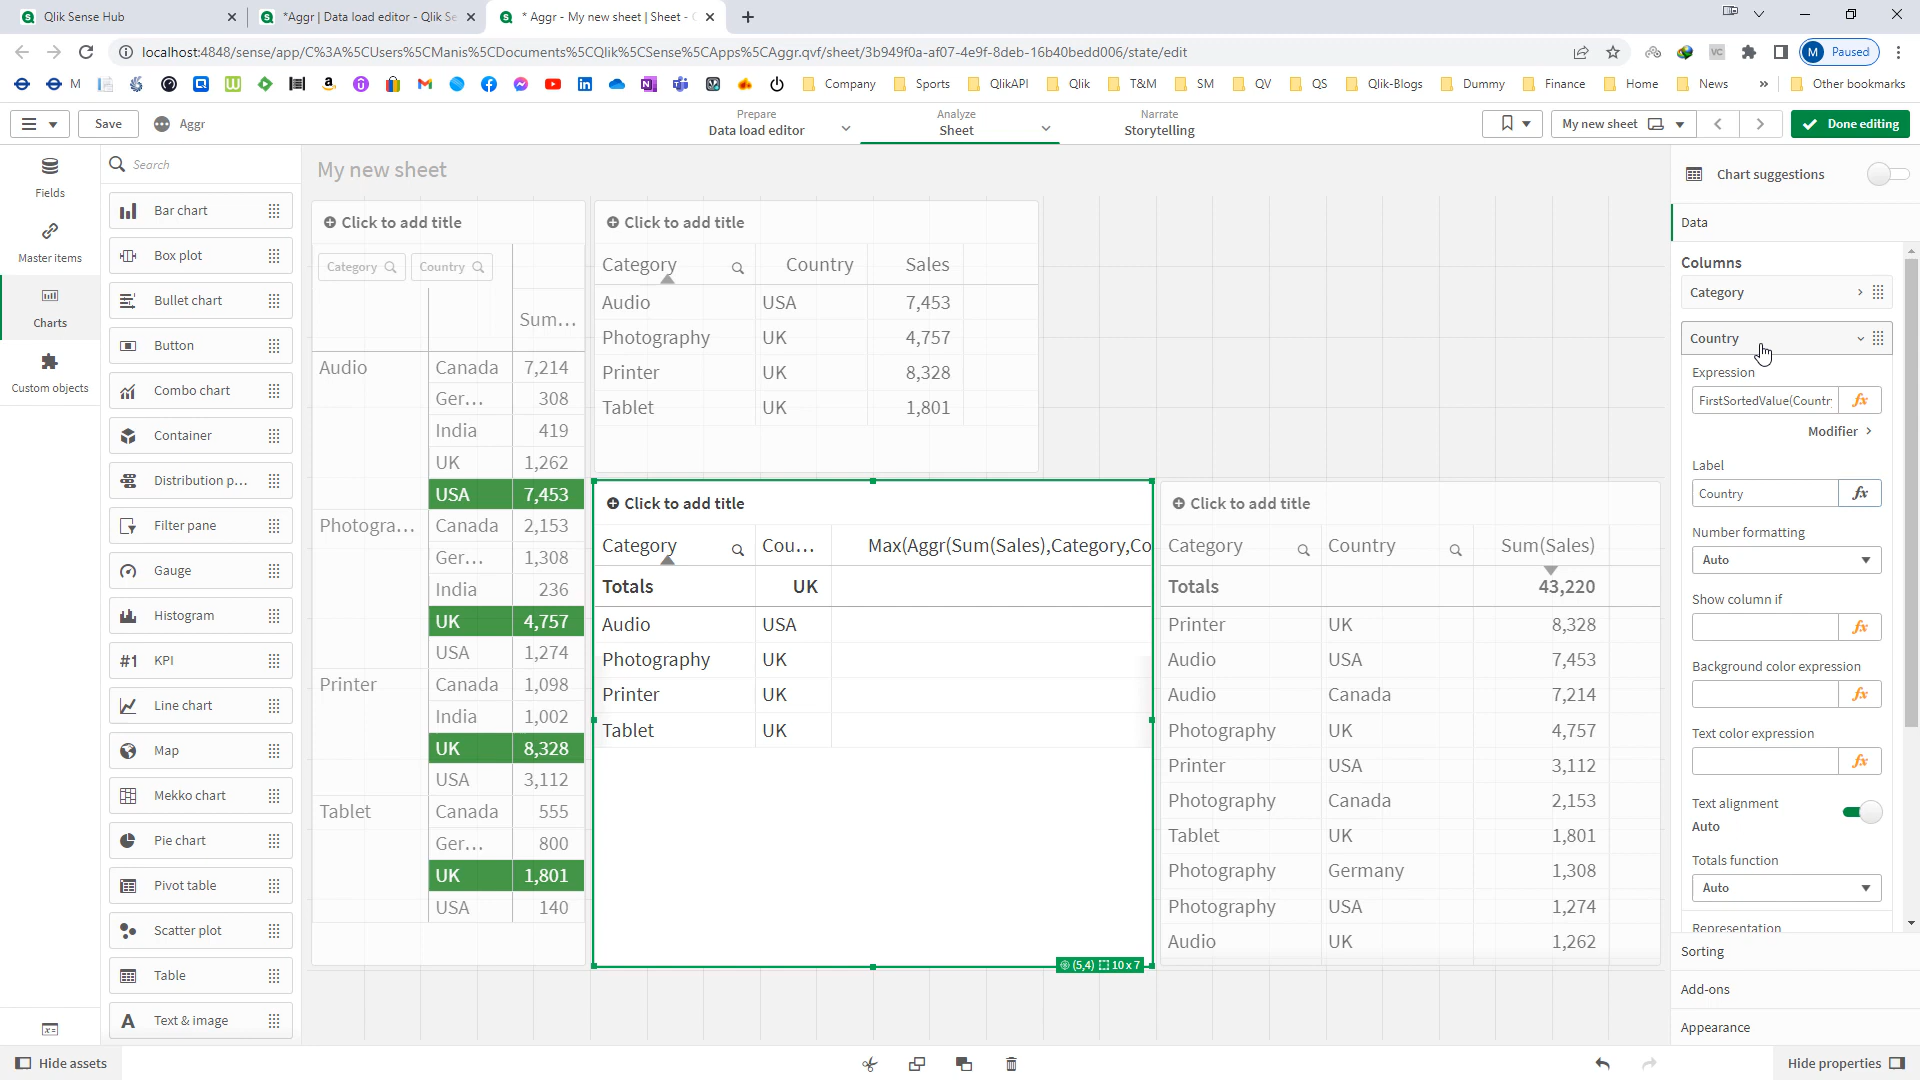 Qlik Sense Hub
*Aggr | Data load editor - Qlik Se
* Aggr - My new sheet | Sheet -
localhost:4848/sense/app/C%3A%5CUsers%5CManis%5CDocuments%5CQlik%5CSense%5CApps%5CAggr.qvf/sheet/3b949f0a-af07-4e9f-8deb-16b40bedd006/state/edit
VC
M Paused
M
Company
Sports
QlikAPI
Qlik
T&M
SM
QV
QS
Qlik-Blogs
Dummy
Finance
Home
News
»
Other bookmarks
Save
Aggr
Prepare
Data load editor
Analyze
Sheet
Narrate
Storytelling
My new sheet
Done editing
Fields
Master items
Charts
Custom objects
Search
Bar chart
Box plot
Bullet chart
Button
Combo chart
Container
Distribution p...
Filter pane
Gauge
Histogram
#1 KPI
Line chart
Map
Mekko chart
Pie chart
Pivot table
Scatter plot
Table
A Text & image
My new sheet
Click to add title
Category
Country
Sum...
Audio Canada 7,214
Ger... 308
India 419
UK 1,262
USA 7,453
Photogra... Canada 2,153
Ger... 1,308
India 236
UK 4,757
USA 1,274
Printer Canada 1,098
India 1,002
UK 8,328
USA 3,112
Tablet Canada 555
Ger... 800
UK 1,801
USA 140
Click to add title
Category Country Sales
Audio USA 7,453
Photography UK 4,757
Printer UK 8,328
Tablet UK 1,801
Click to add title
Category Cou... Max(Aggr(Sum(Sales),Category,Co
Totals UK
Audio USA
Photography UK
Printer UK
Tablet UK
(5,4) 10 x 7
Click to add title
Category Country Sum(Sales)
Totals 43,220
Printer UK 8,328
Audio USA 7,453
Audio Canada 7,214
Photography UK 4,757
Printer USA 3,112
Photography Canada 2,153
Tablet UK 1,801
Photography Germany 1,308
Photography USA 1,274
Audio UK 1,262
Chart suggestions
Data
Columns
Category
Country
Expression
FirstSortedValue(Countr
fx
Modifier
Label
Country
fx
Number formatting
Auto
Show column if
fx
Background color expression
fx
Text color expression
fx
Text alignment
Auto
Totals function
Auto
Representation
Sorting
Add-ons
Appearance
Hide assets
Hide properties